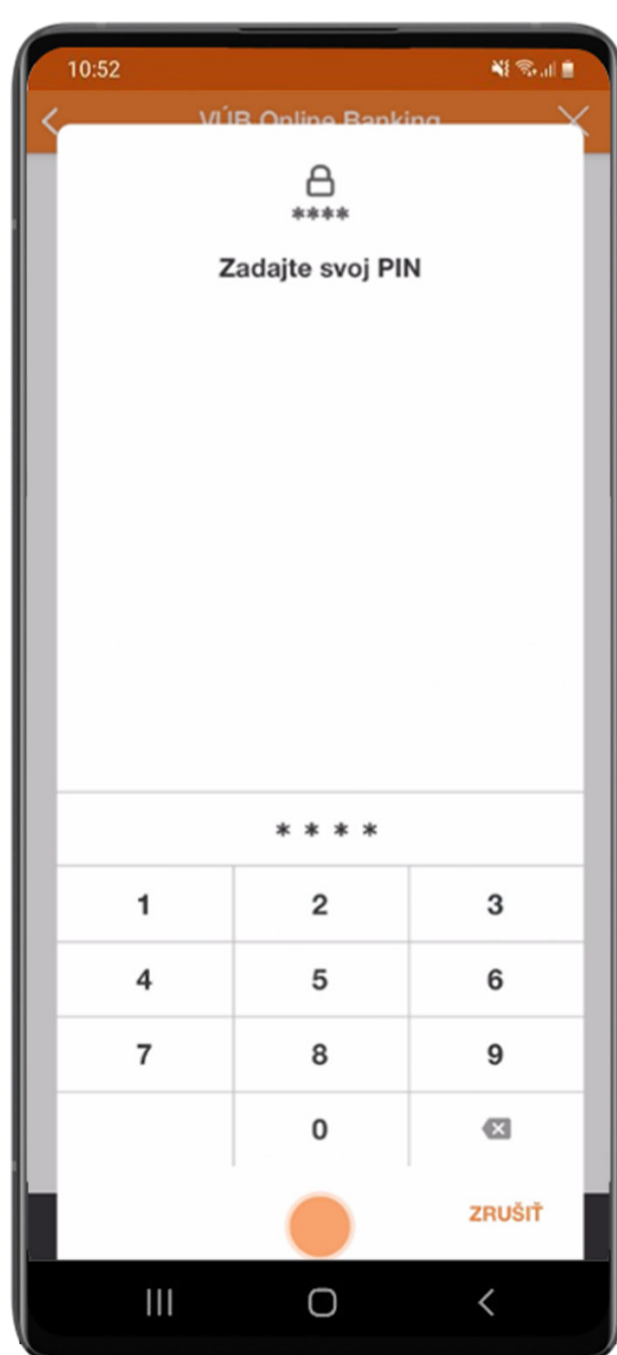 10:52
VÚB Online Banking
****
Zadajte svoj PIN
* * * *
1 2 3
4 5 6
7 8 9
0
ZRUŠIŤ